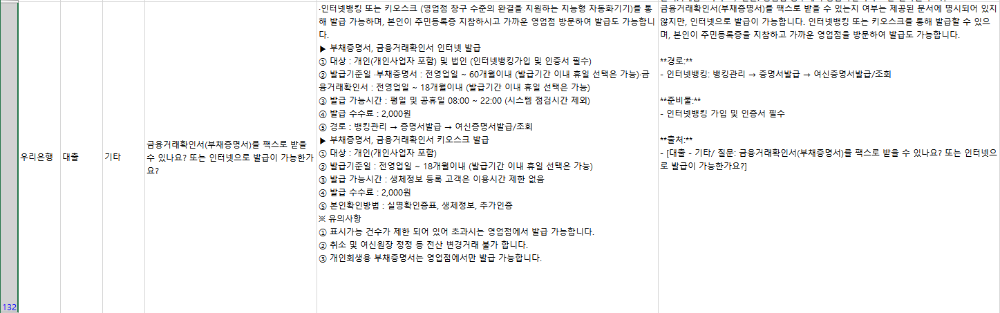 ·인터넷뱅킹 또는 키오스크 (영업점 창구 수준의 완결을 지원하는 지능형 자동화기기)를 통
해 발급 가능하며, 본인이 주민등록증 지참하시고 가까운 영업점 방문하여 발급도 가능합니
다.
▶ 부채증명서, 금융거래확인서 인터넷 발급
① 대상 : 개인(개인사업자 포함) 및 법인 (인터넷뱅킹가입 및 인증서 필수)
② 발급기준일 ·부채증명서 : 전영업일 ~ 60개월이내 (발급기간 이내 휴일 선택은 가능)·금
융거래확인서 : 전영업일 ~ 18개월이내 (발급기간 이내 휴일 선택은 가능)
③ 발급 가능시간 : 평일 및 공휴일 08:00 ~ 22:00 (시스템 점검시간 제외)
④ 발급 수수료 : 2,000원
⑤ 경로 : 뱅킹관리 → 증명서발급 → 여신증명서발급/조회
▶ 부채증명서, 금융거래확인서 키오스크 발급
① 대상 : 개인(개인사업자 포함)
② 발급기준일 : 전영업일 ~ 18개월이내 (발급기간 이내 휴일 선택은 가능)
③ 발급 가능시간 : 생체정보 등록 고객은 이용시간 제한 없음
④ 발급 수수료 : 2,000원
⑤ 본인확인방법 : 실명확인증표, 생체정보, 추가인증
※ 유의사항
① 표시가능 건수가 제한 되어 있어 초과시는 영업점에서 발급 가능합니다.
② 취소 및 여신원장 정정 등 전산 변경거래 불가 합니다.
③ 개인회생용 부채증명서는 영업점에서만 발급 가능합니다.
금융거래확인서(부채증명서)를 팩스로 받을 수 있는지 여부는 제공된 문서에 명시되어 있지
않지만, 인터넷으로 발급이 가능합니다. 인터넷뱅킹 또는 키오스크를 통해 발급할 수 있으
며, 본인이 주민등록증을 지참하고 가까운 영업점을 방문하여 발급도 가능합니다.
**경로:**
- 인터넷뱅킹: 뱅킹관리 → 증명서발급 → 여신증명서발급/조회
**준비물:**
- 인터넷뱅킹 가입 및 인증서 필수
**출처:**
- [대출 - 기타/ 질문: 금융거래확인서(부채증명서)를 팩스로 받을 수 있나요? 또는 인터넷으
로 발급이 가능한가요?]
우리은행
대출
기타
금융거래확인서(부채증명서)를 팩스로 받을
수 있나요? 또는 인터넷으로 발급이 가능한가
요?
132